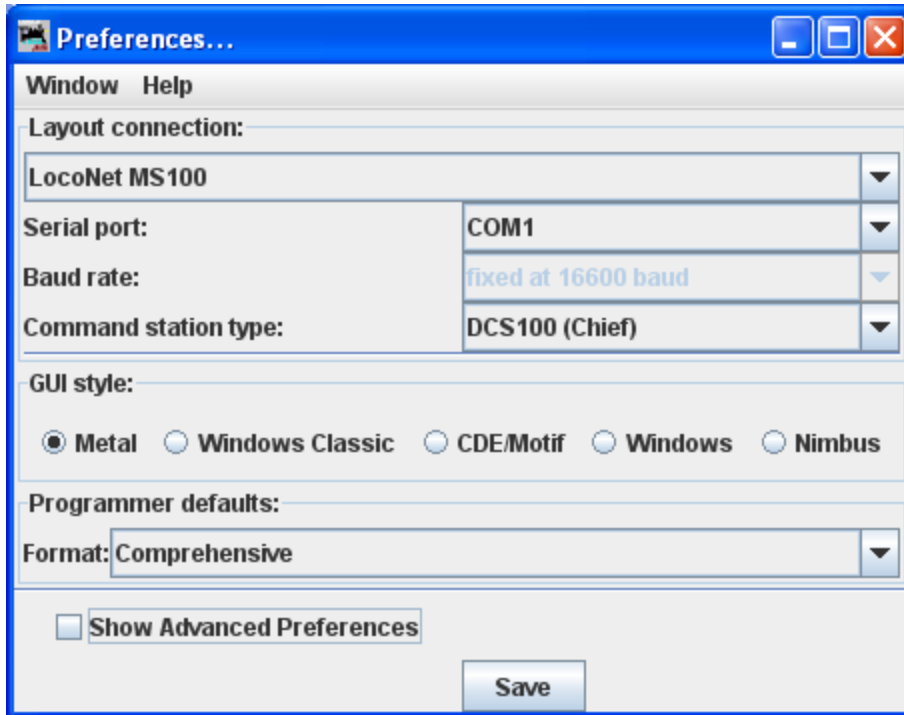 Preferences...
Window Help
Layout connection:
LocoNet MS100
Serial port: COM1
Baud rate: fixed at 16600 baud
Command station type: DCS100 (Chief)
GUI style:
Metal Windows Classic CDE/Motif Windows Nimbus
Programmer defaults:
Format: Comprehensive
Show Advanced Preferences
Save